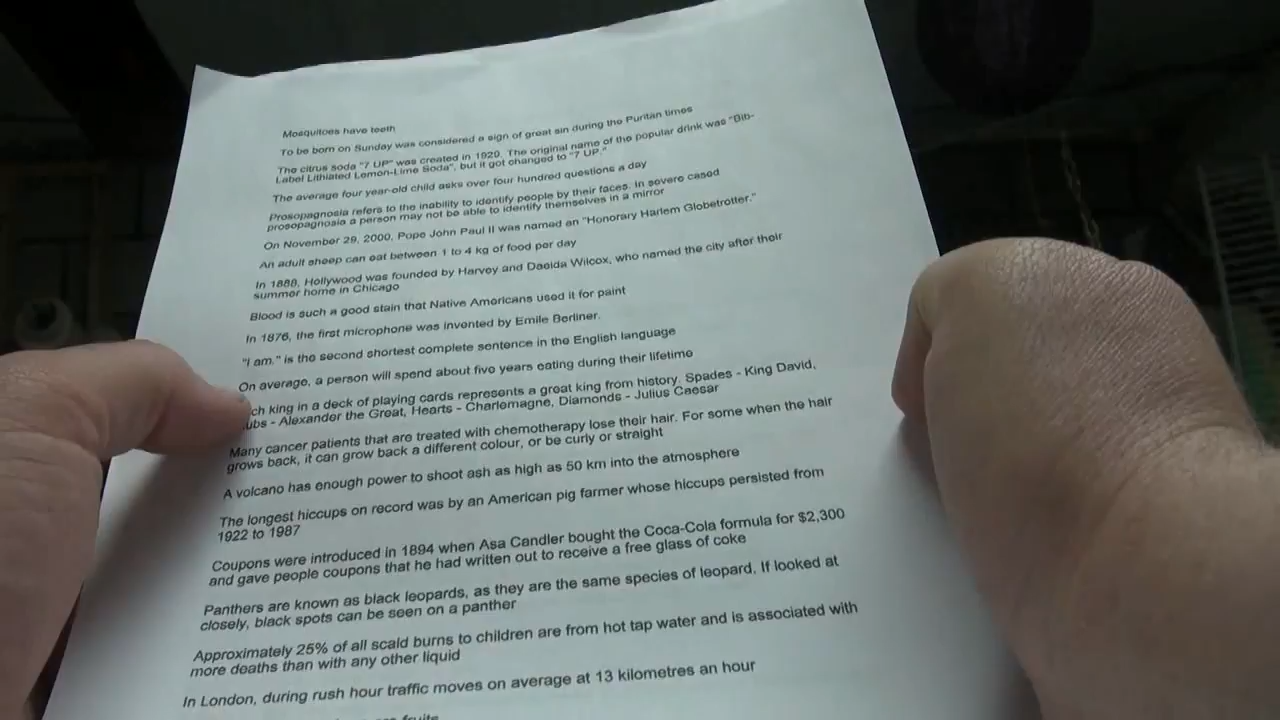 Mosquitoes have teeth
To be born on Sunday was considered a sign of great sin during the Puritan times
The citrus soda "7 UP" was created in 1920. The original name of the popular drink was "Bib-
Label Lithiated Lemon-Lime Soda", but it got changed to "7 UP."
The average four year-old child asks over four hundred questions a day
Prosopagnosia refers to the inability to identify people by their faces. In severe cased
prosopagnosia a person may not be able to identify themselves in a mirror
On November 29, 2000, Pope John Paul II was named an "Honorary Harlem Globetrotter."
An adult sheep can eat between 1 to 4 kg of food per day
In 1888, Hollywood was founded by Harvey and Daeida Wilcox, who named the city after their
summer home in Chicago
Blood is such a good stain that Native Americans used it for paint
In 1876, the first microphone was invented by Emile Berliner.
"I am." is the second shortest complete sentence in the English language
On average, a person will spend about five years eating during their lifetime
ch king in a deck of playing cards represents a great king from history. Spades - King David,
ubs - Alexander the Great, Hearts - Charlemagne, Diamonds - Julius Caesar
Many cancer patients that are treated with chemotherapy lose their hair. For some when the hair
grows back, it can grow back a different colour, or be curly or straight
A volcano has enough power to shoot ash as high as 50 km into the atmosphere
The longest hiccups on record was by an American pig farmer whose hiccups persisted from
1922 to 1987
Coupons were introduced in 1894 when Asa Candler bought the Coca-Cola formula for $2,300
and gave people coupons that he had written out to receive a free glass of coke
Panthers are known as black leopards, as they are the same species of leopard. If looked at
closely, black spots can be seen on a panther
Approximately 25% of all scald burns to children are from hot tap water and is associated with
more deaths than with any other liquid
In London, during rush hour traffic moves on average at 13 kilometres an hour
fruits